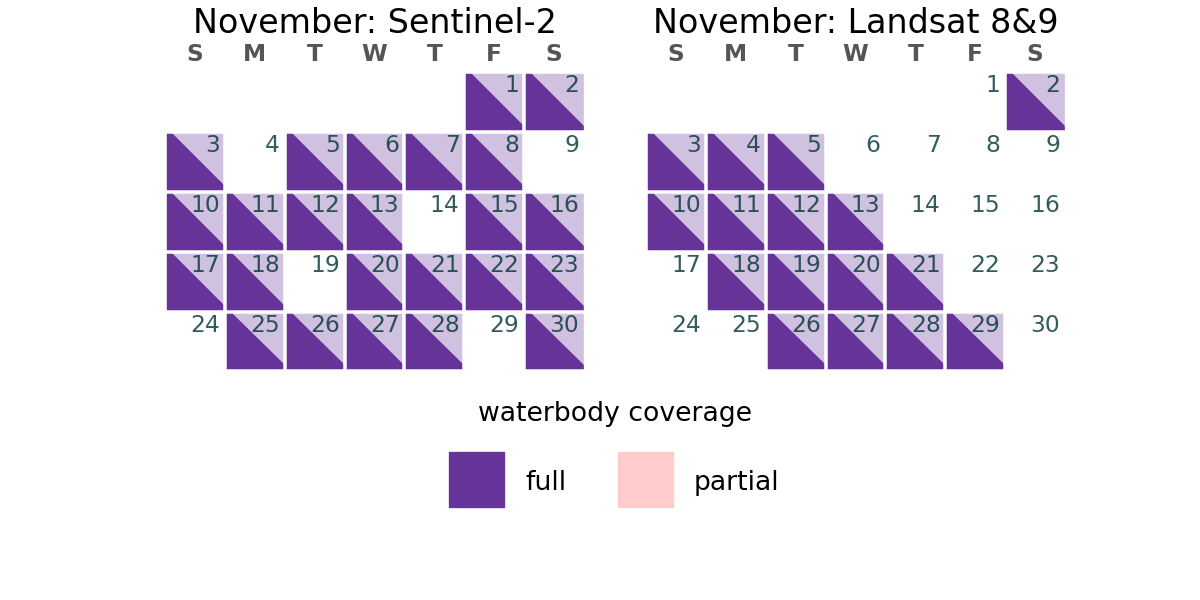 November: Sentinel-2
S M T W T F S
1 2
3 4 5 6 7 8 9
10 11 12 13 14 15 16
17 18 19 20 21 22 23
24 25 26 27 28 29 30
November: Landsat 8&9
S M T W T F S
1 2
3 4 5 6 7 8 9
10 11 12 13 14 15 16
17 18 19 20 21 22 23
24 25 26 27 28 29 30
waterbody coverage
full partial